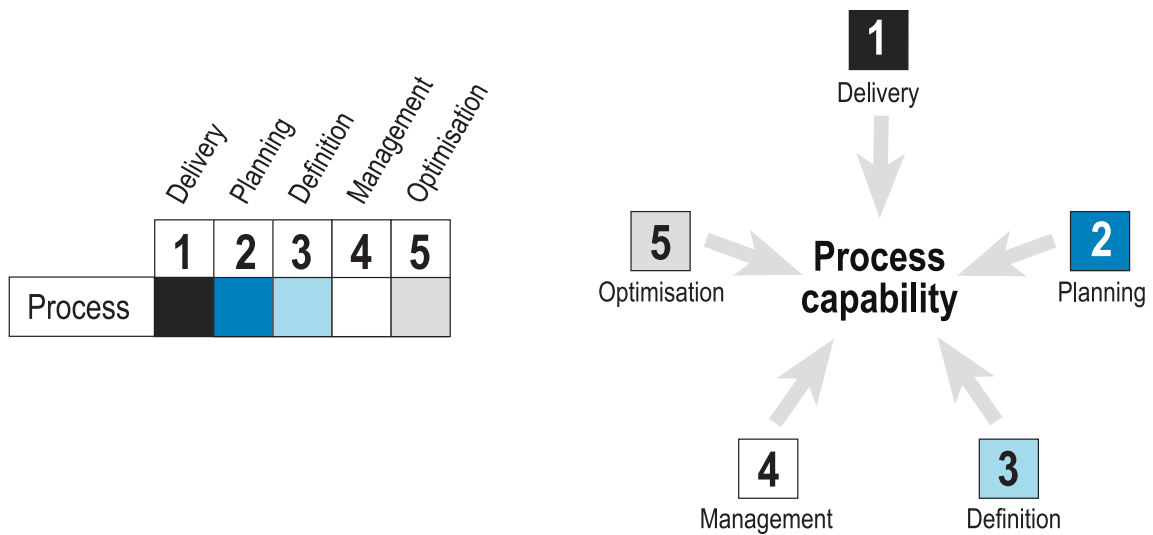 Delivery
Planning
Definition
Management
Optimisation
1 2 3 4 5
Process
1
Delivery
5
Optimisation
Process
capability
2
Planning
4
Management
3
Definition